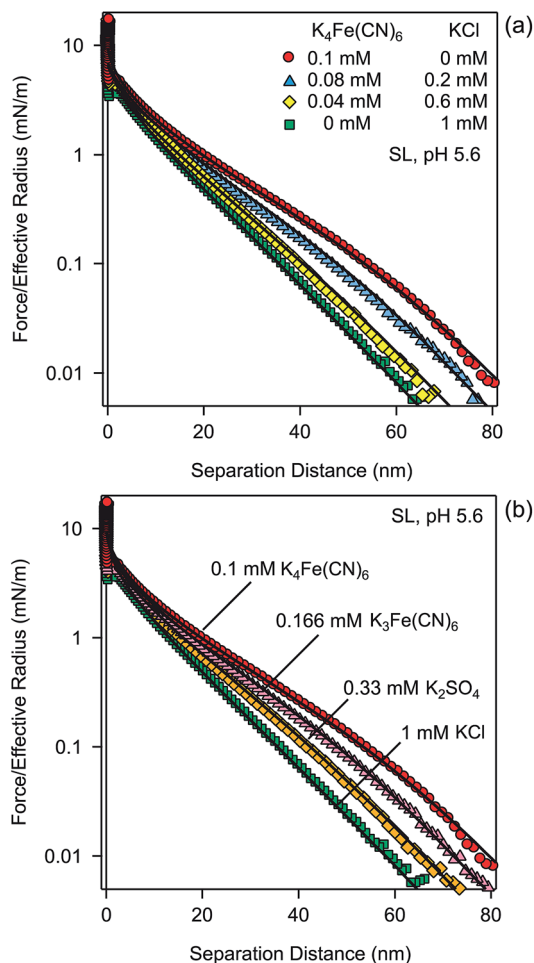 (a)
K₄Fe(CN)₆ KCl
0.1 mM 0 mM
0.08 mM 0.2 mM
0.04 mM 0.6 mM
0 mM 1 mM
SL, pH 5.6
10
1
0.1
0.01
Force/Effective Radius (mN/m)
0 20 40 60 80
Separation Distance (nm)
(b)
SL, pH 5.6
0.1 mM K₄Fe(CN)₆
0.166 mM K₃Fe(CN)₆
0.33 mM K₂SO₄
1 mM KCl
10
1
0.1
0.01
Force/Effective Radius (mN/m)
0 20 40 60 80
Separation Distance (nm)